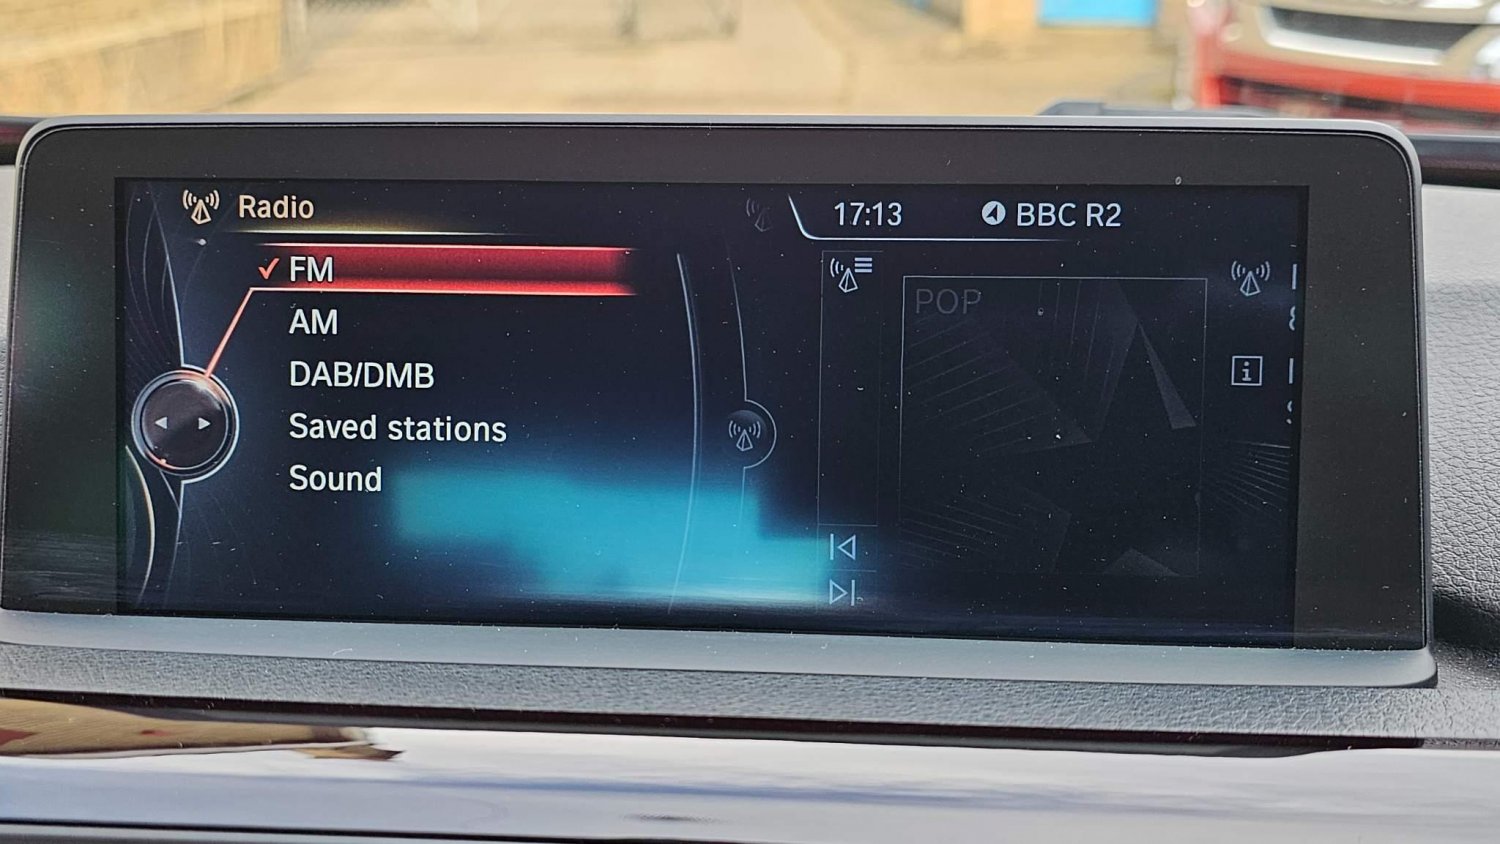 Radio
17:13
BBC R2
FM
AM
DAB/DMB
Saved stations
Sound
POP